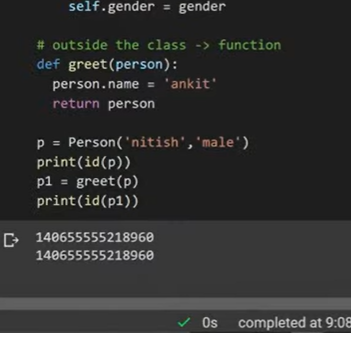 self.gender = gender
# outside the class -> function
def greet(person):
person.name = 'ankit'
return person
p = Person('nitish','male')
print(id(p))
p1 = greet(p)
print(id(p1))
140655555218960
140655555218960
0s completed at 9:08